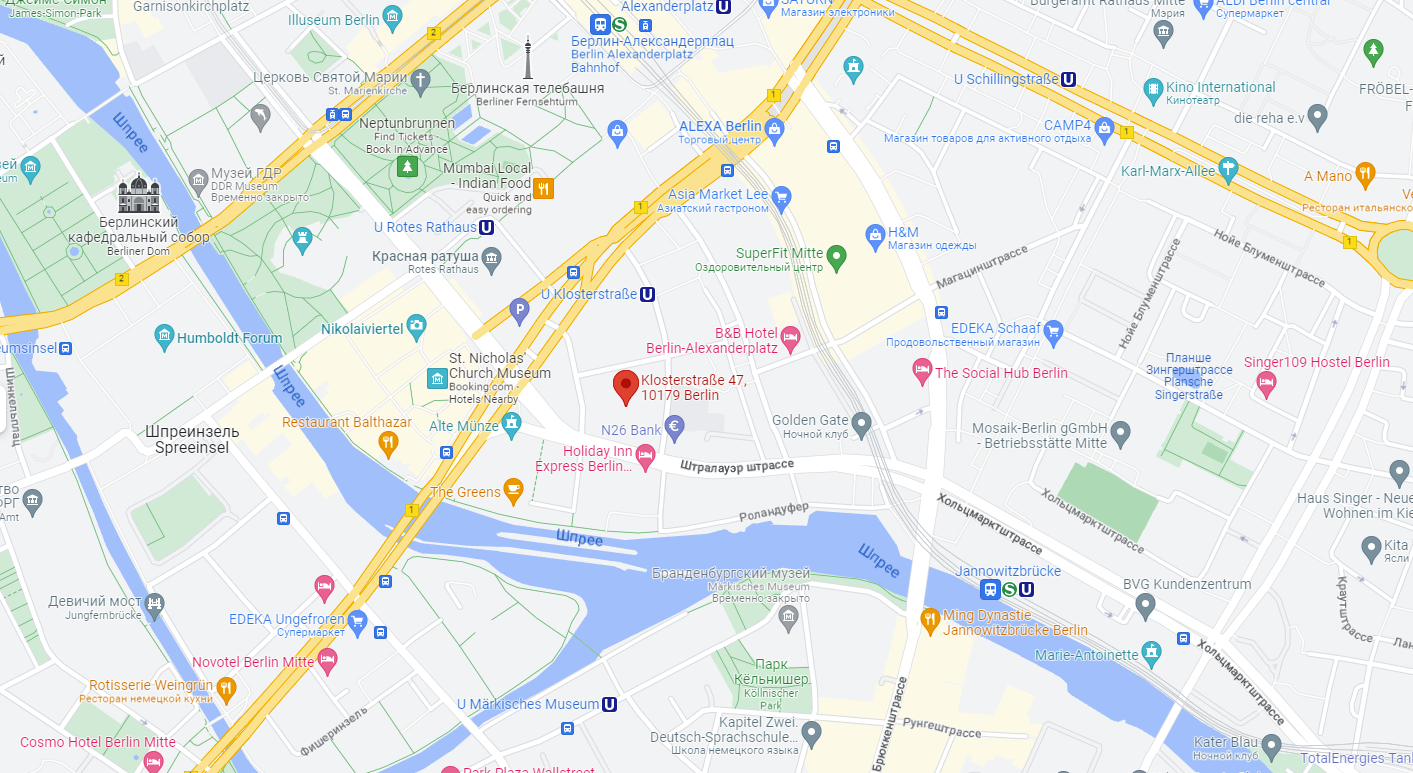 James-Simon-Park
Garnisonkirchplatz
Illuseum Berlin
2
Alexanderplatz U
Магазин электроники
Мария
Супермаркет
Берлин-Александерплац
Berlin Alexanderplatz
Bahnhof
Церковь Святой Марии
St. Marienkirche
Берлинская телебашня
Berliner Fernsehturm
U Schillingstraße U
Kino International
Кинотеатр
FRÖBEL-
die reha e.v
1
Шпрее
Neptunbrunnen
Find Tickets -
Book In Advance
ALEXA Berlin
Торговый центр
CAMP4
Магазин товаров для активного отдыха
1
Музей ГДР
DDR Museum
Временно закрыто
Mumbai Local
- Indian Food
Quick and
easy ordering
Karl-Marx-Allee
A Mano
Ресторан итальянско
Asia Market Lee
Азиатский гастроном
1
Берлинский
кафедральный собор
Berliner Dom
U Rotes Rathaus U
H&M
Магазин одежды
Нойе Блуменштрассе
1
Красная ратуша
Rotes Rathaus
SuperFit Mitte
Оздоровительный центр
Магацинштрассе
Нойе Блуменштрассе
2
U Klosterstraße U
P
Nikolaiviertel
Humboldt Forum
B&B Hotel
Berlin-Alexanderplatz
EDEKA Schaaf
Продовольственный магазин
St. Nicholas'
Church Museum
Booking.com -
Hotels Nearby
Планше
Зингерштрассе
Plansche
Singerstraße
Singer109 Hostel Berlin
The Social Hub Berlin
Klosterstraße 47,
10179 Berlin
Шпрее
Шинкельплац
Шпрейнзель
Spreeinsel
Restaurant Balthazar
Alte Münze
N26 Bank
Golden Gate
Ночной клуб
Mosaik-Berlin gGmbH
- Betriebsstätte Mitte
Holiday Inn
Express Berlin...
Штралауэр штрассе
The Greens
1
Роландуфер
Хольцмарктштрассе
Хольцмарктштрассе
Haus Singer - Neue
Wohnen im Kie
Amt
Шпрее
Шпрее
Kita
Ясли
Бранденбургский музей
Märkisches Museum
Временно закрыто
Jannowitzbrücke
BVG Kundenzentrum
Краутштрассе
Девичий мост
Jungfernbrücke
EDEKA Ungefroren
Супермаркет
Ming Dynastie
Jannowitzbrücke Berlin
Хольцмарктштрассе
Marie-Antoinette
Novotel Berlin Mitte
Парк
Кёльнишер
Köllnischer
Park
Rotisserie Weingrün
Ресторан немецкой кухни
U Märkisches Museum U
Фишеринзель
Брюккенштрассе
Рунгештрассе
Kapitel Zwei.
Deutsch-Sprachschule...
Школа немецкого языка
Cosmo Hotel Berlin Mitte
Kater Blau
Ночной клуб
TotalEnergies Tan
Park Plaza Wallstreet